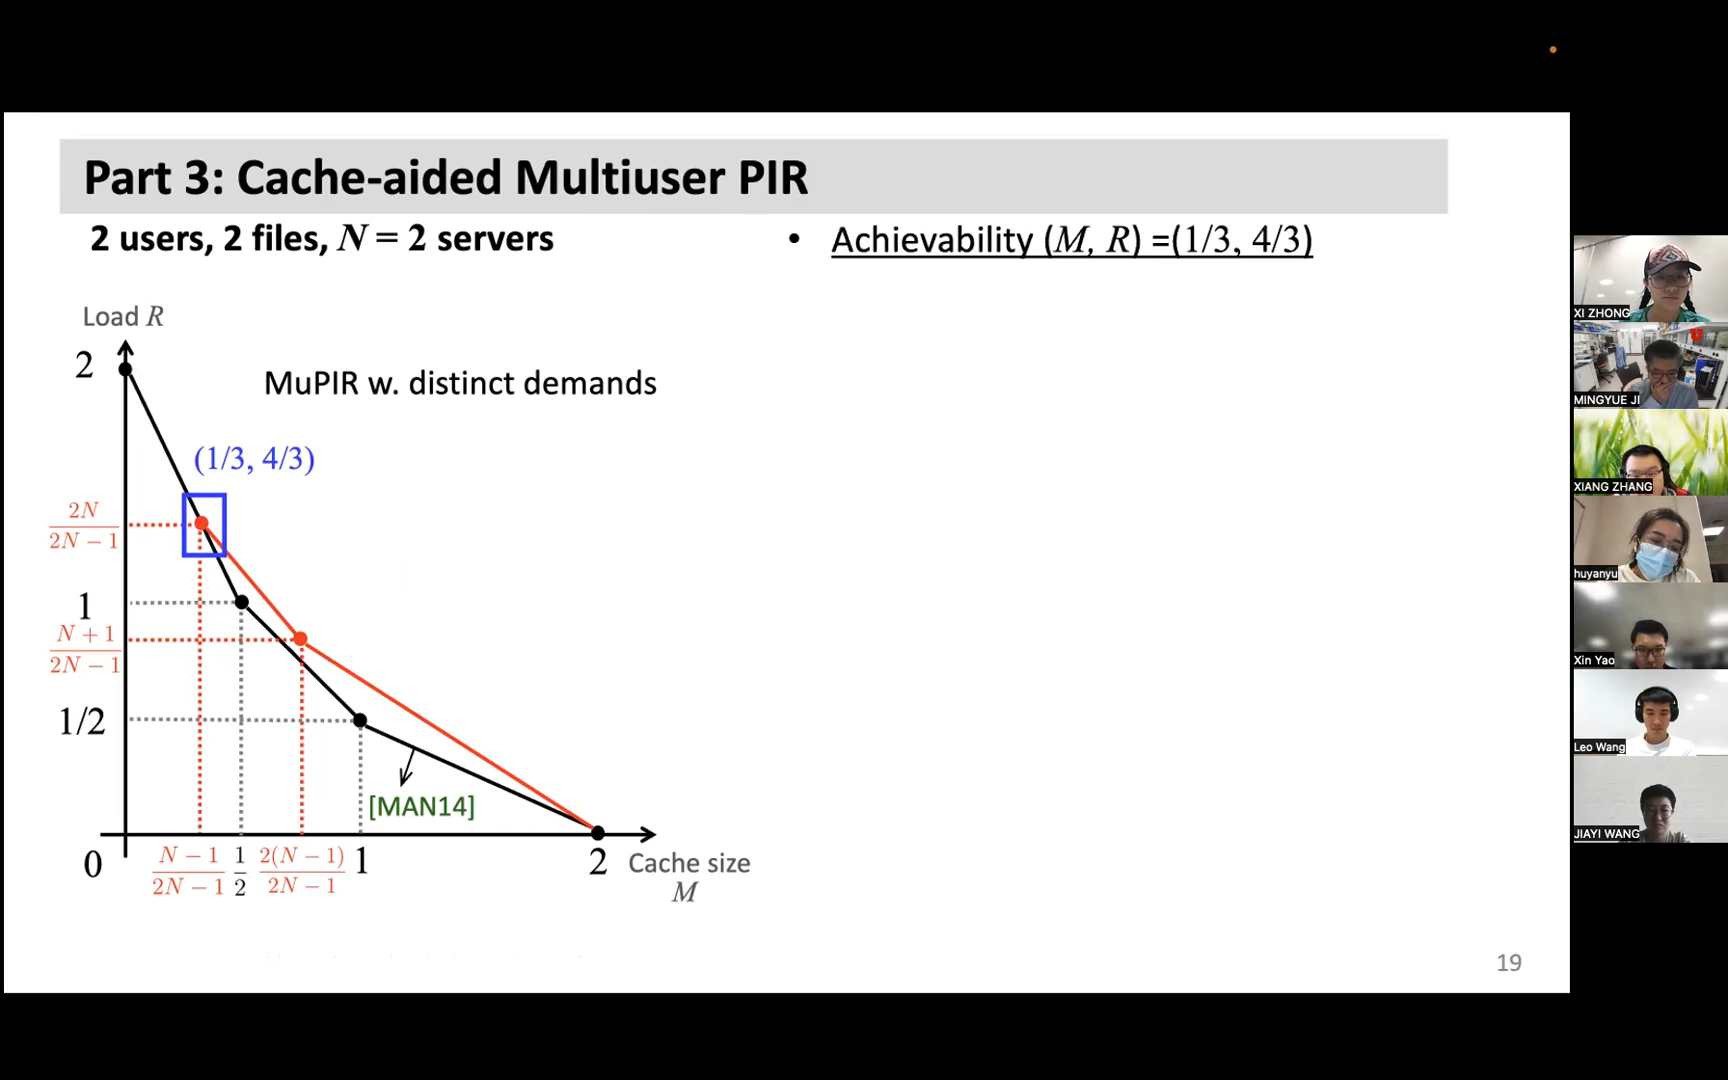 Part 3: Cache-aided Multiuser PIR
2 users, 2 files, N = 2 servers
• Achievability (M, R) =(1/3, 4/3)
Load R
2
MuPIR w. distinct demands
(1/3, 4/3)
2N
2N − 1
1
N + 1
2N − 1
1/2
[MAN14]
0
N − 1
2N − 1
1
2
2(N − 1)
2N − 1
1
2
Cache size
M
19
XI ZHONG
MINGYUE JI
XIANG ZHANG
huyanyu
Xin Yao
Leo Wang
JIAYI WANG